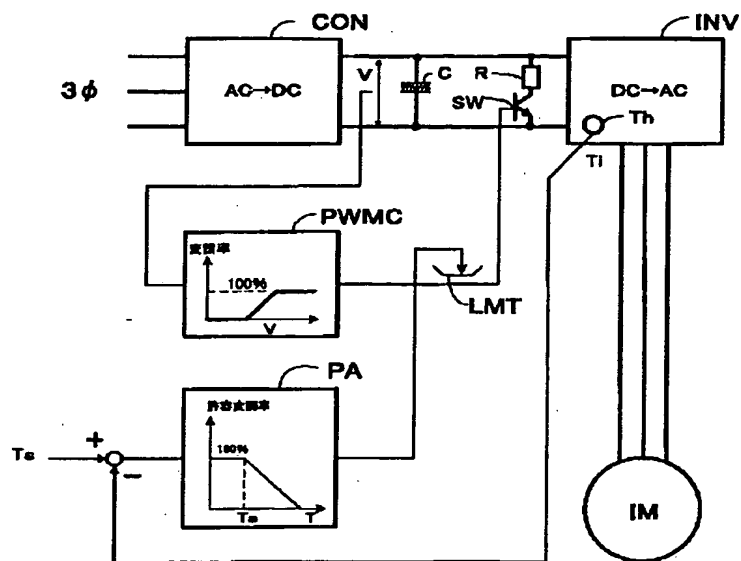 CON
INV
3φ
AC→DC
V
C
R
SW
DC→AC
Th
Ti
PWMC
変調率
100%
V
LMT
PA
許容変調率
100%
Ts
T
Ts
+
−
IM